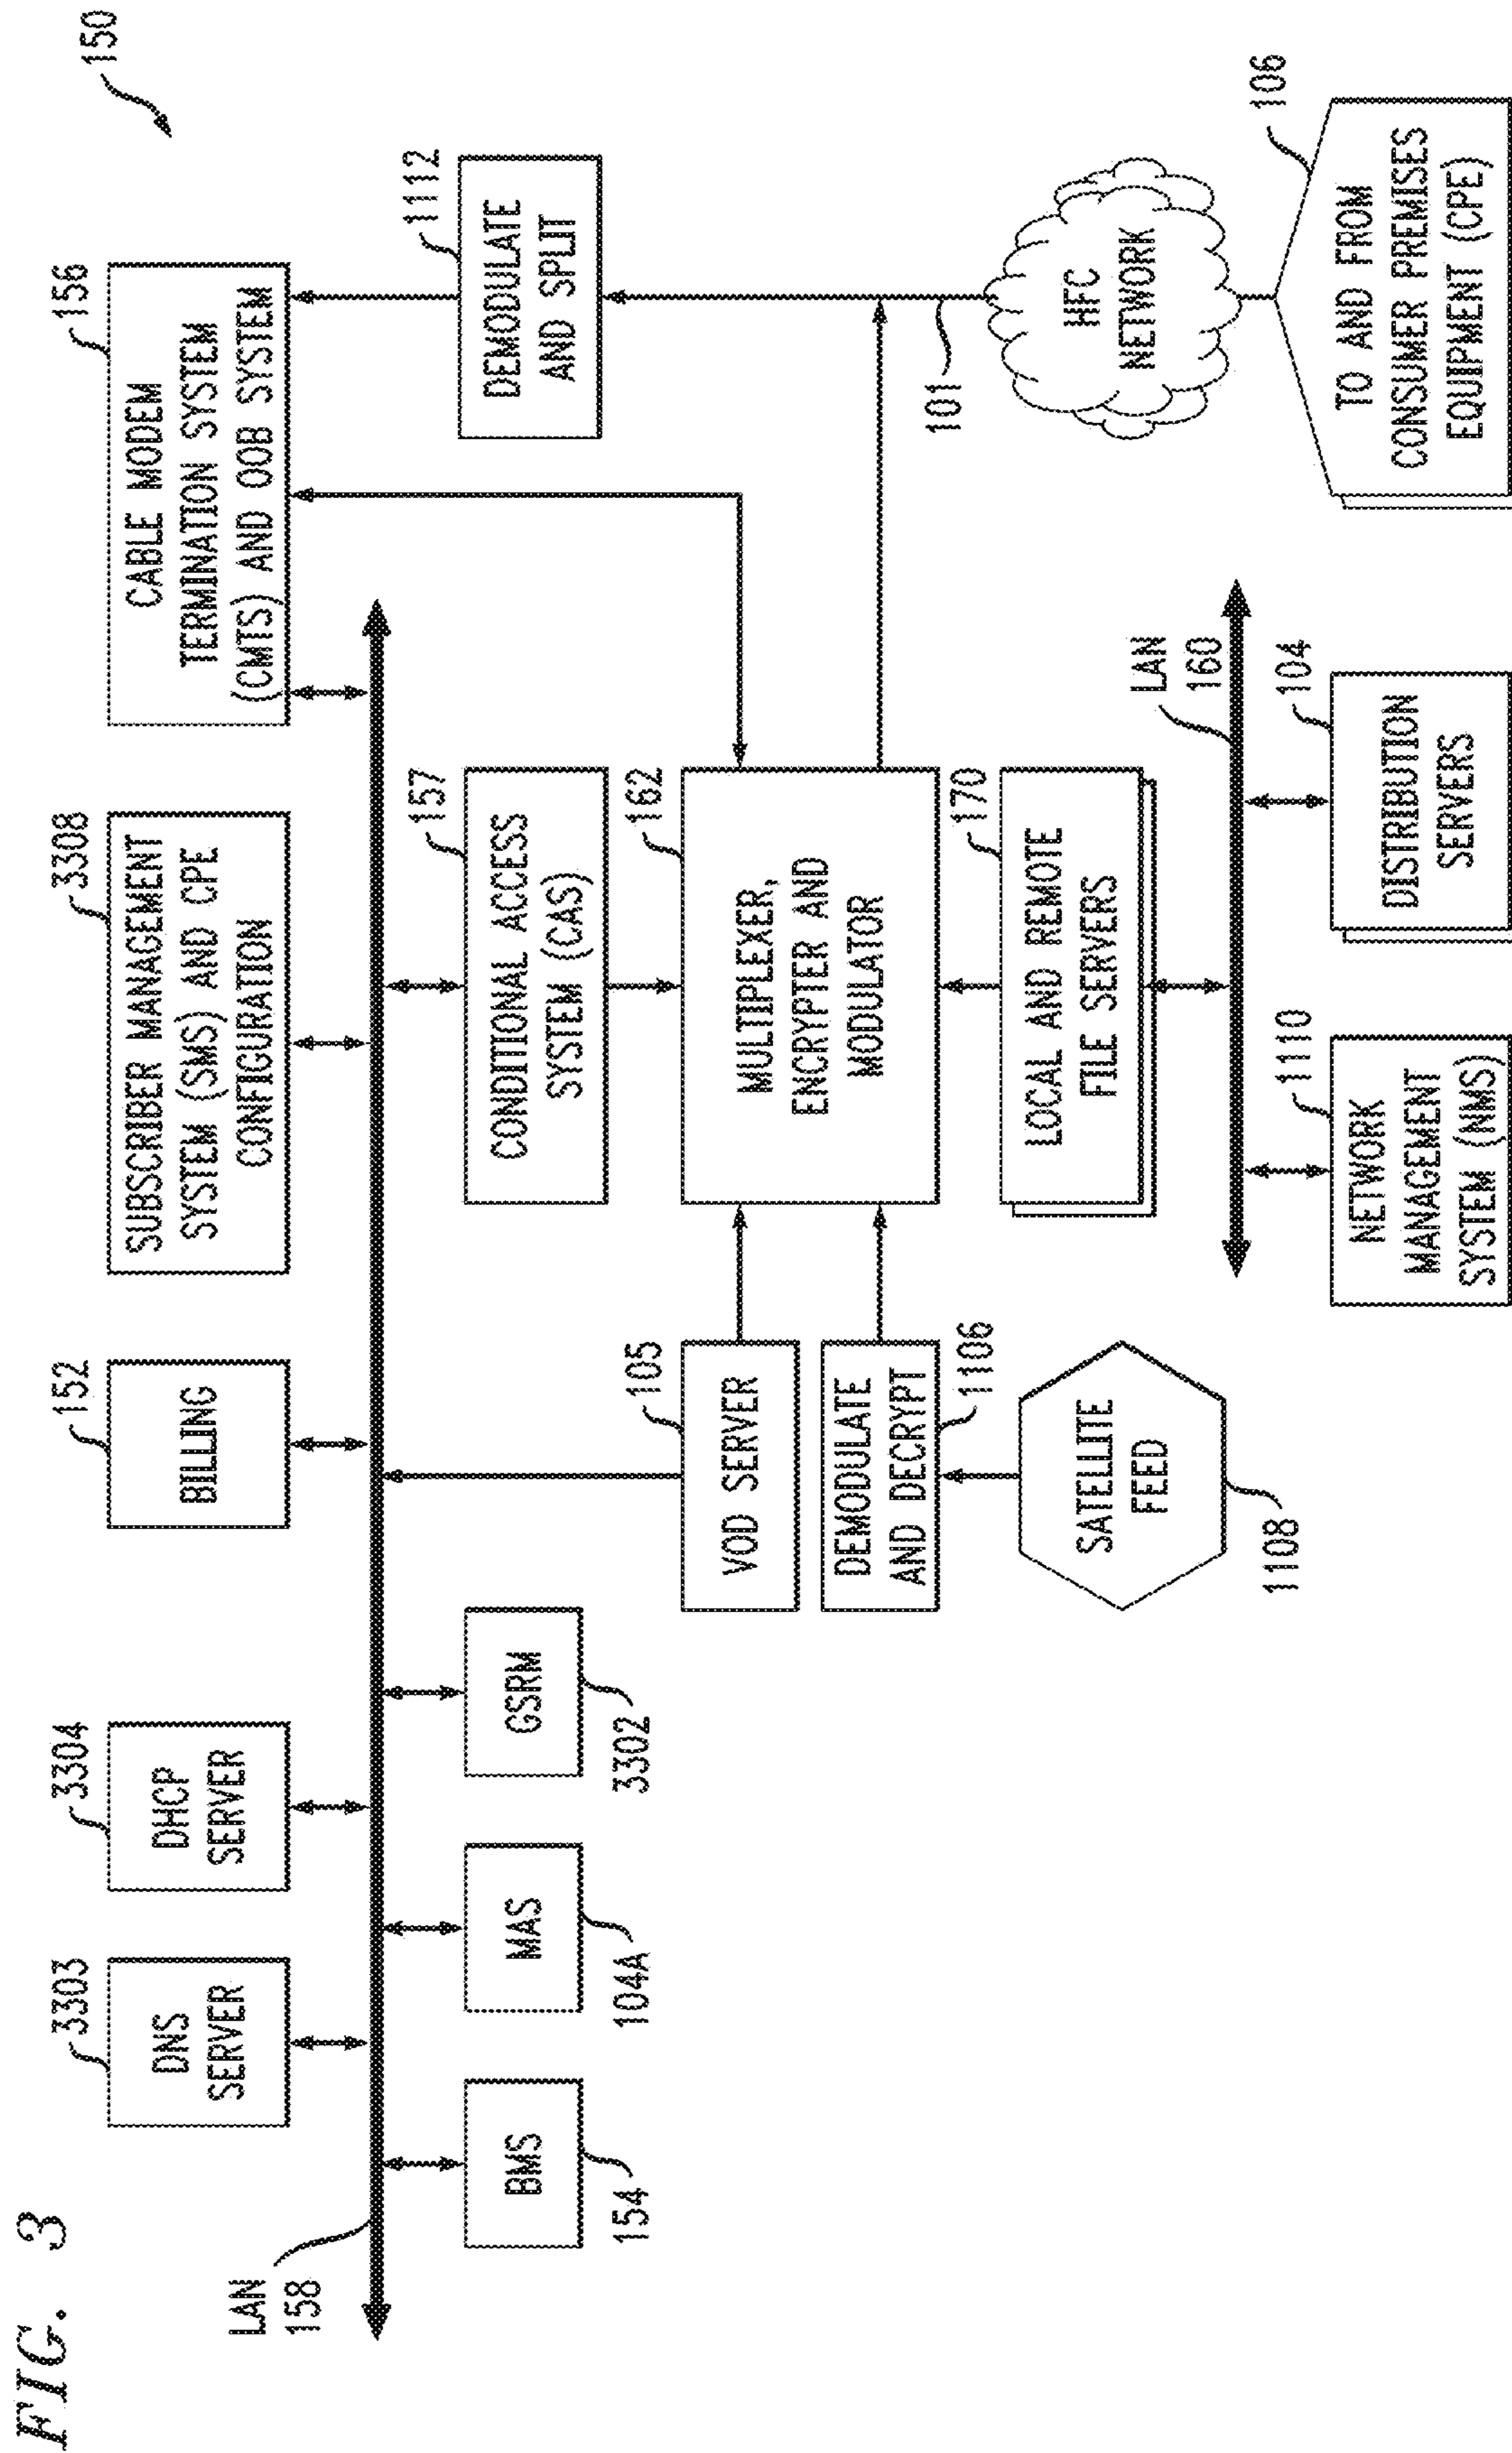 FIG. 3
150
3303
DNS
SERVER
3304
DHCP
SERVER
152
BILLING
3308
SUBSCRIBER MANAGEMENT
SYSTEM (SMS) AND CPE
CONFIGURATION
156
CABLE MODEM
TERMINATION SYSTEM
(CMTS) AND OOB SYSTEM
LAN
158
BMS
154
MAS
104A
GSRM
3302
157
CONDITIONAL ACCESS
SYSTEM (CAS)
1112
DEMODULATE
AND SPLIT
105
VOD SERVER
162
MULTIPLEXER,
ENCRYPTER AND
MODULATOR
DEMODULATE
AND DECRYPT
1106
SATELLITE
FEED
1108
170
LOCAL AND REMOTE
FILE SERVERS
101
HFC
NETWORK
LAN
160
1110
NETWORK
MANAGEMENT
SYSTEM (NMS)
104
DISTRIBUTION
SERVERS
106
TO AND FROM
CONSUMER PREMISES
EQUIPMENT (CPE)